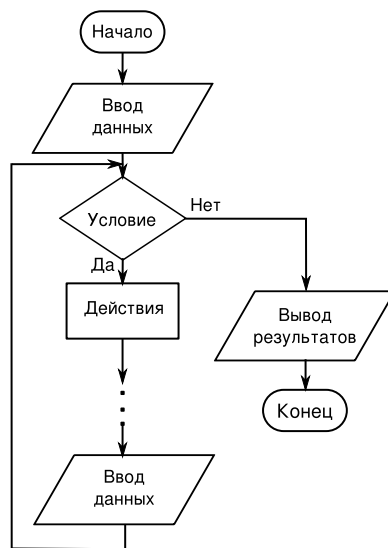 Начало
Ввод
данных
Условие
Нет
Да
Действия
Вывод
результатов
Конец
Ввод
данных